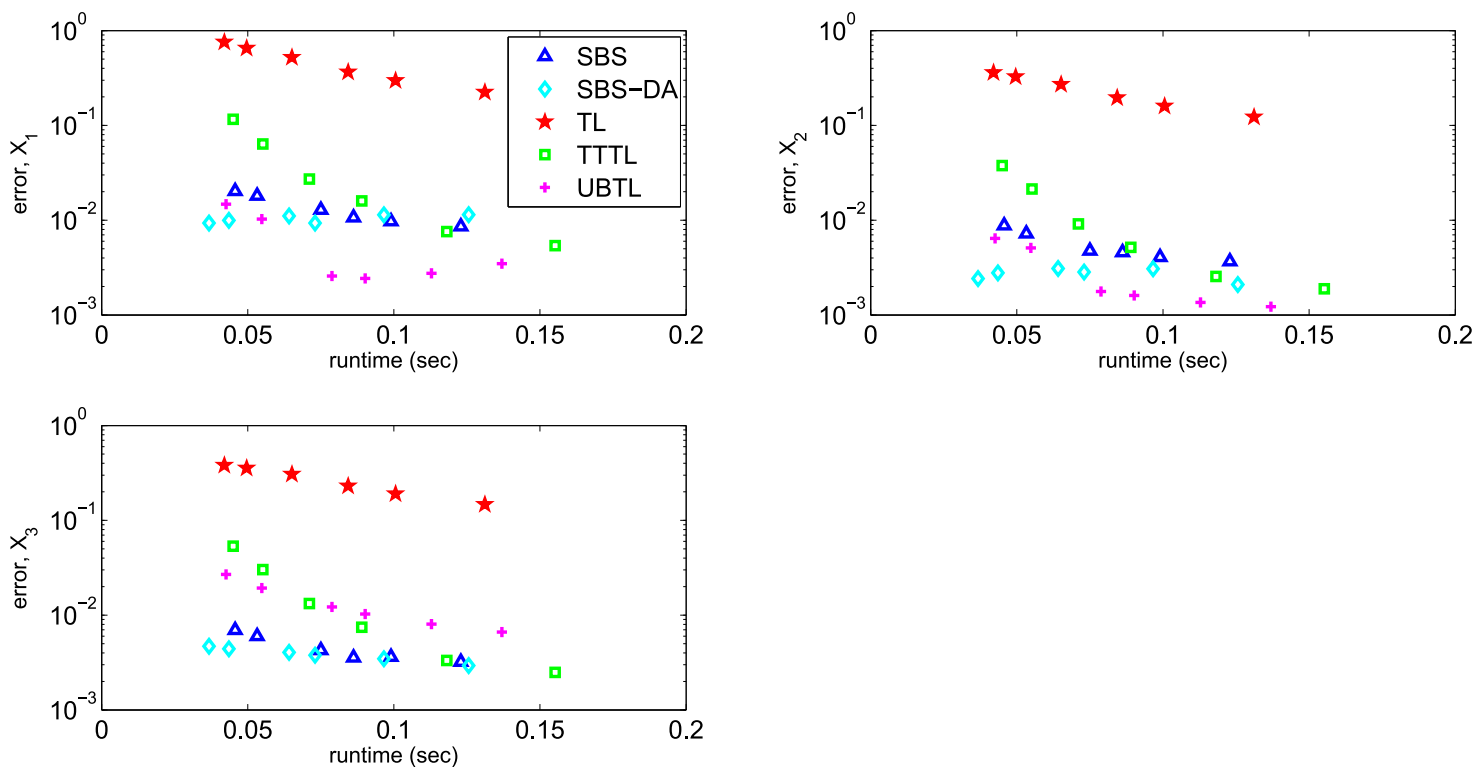 10^0
10^-1
10^-2
10^-3
error, X_1
0 0.05 0.1 0.15 0.2
runtime (sec)
SBS
SBS-DA
TL
TTTL
UBTL
10^0
10^-1
10^-2
10^-3
error, X_2
0 0.05 0.1 0.15 0.2
runtime (sec)
10^0
10^-1
10^-2
10^-3
error, X_3
0 0.05 0.1 0.15 0.2
runtime (sec)